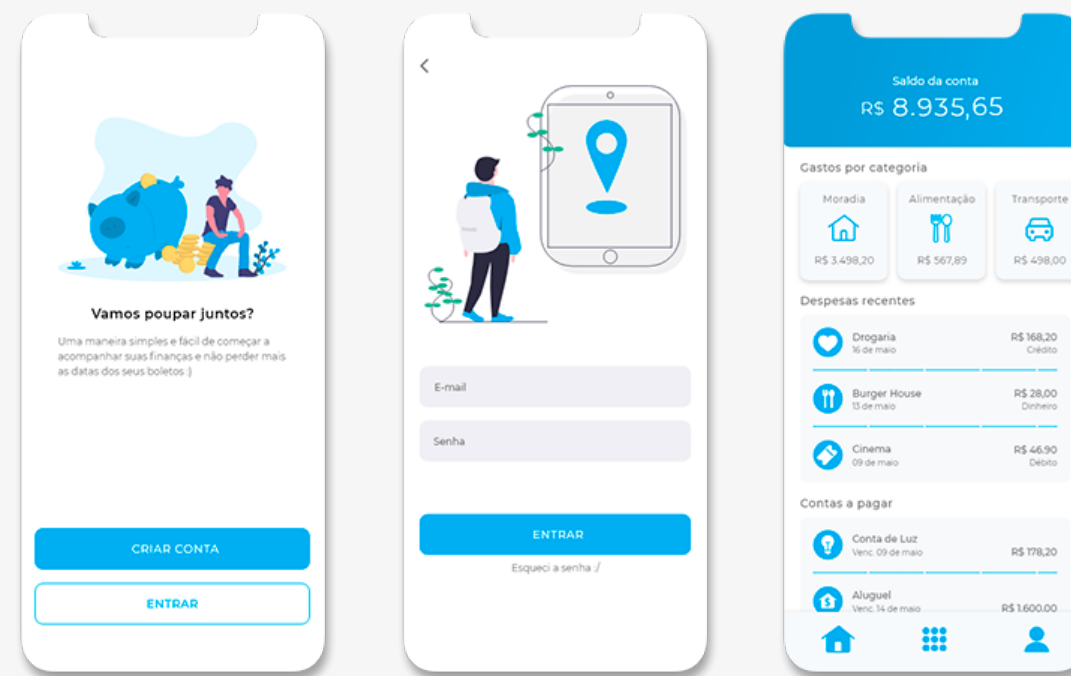 Vamos poupar juntos?
Uma maneira simples e fácil de começar a
acompanhar suas finanças e não perder mais
as datas dos seus boletos :)
CRIAR CONTA
ENTRAR
E-mail
Senha
ENTRAR
Esqueci a senha :/
Saldo da conta
R$ 8.935,65
Gastos por categoria
Moradia
R$ 3.498,20
Alimentação
R$ 567,89
Transporte
R$ 498,00
Despesas recentes
Drogaria R$ 168,20
16 de maio Crédito
Burger House R$ 28,00
13 de maio Dinheiro
Cinema R$ 46.90
09 de maio Débito
Contas a pagar
Conta de Luz
Venc. 09 de maio R$ 178,20
Aluguel
Venc. 14 de maio R$ 1.600,00